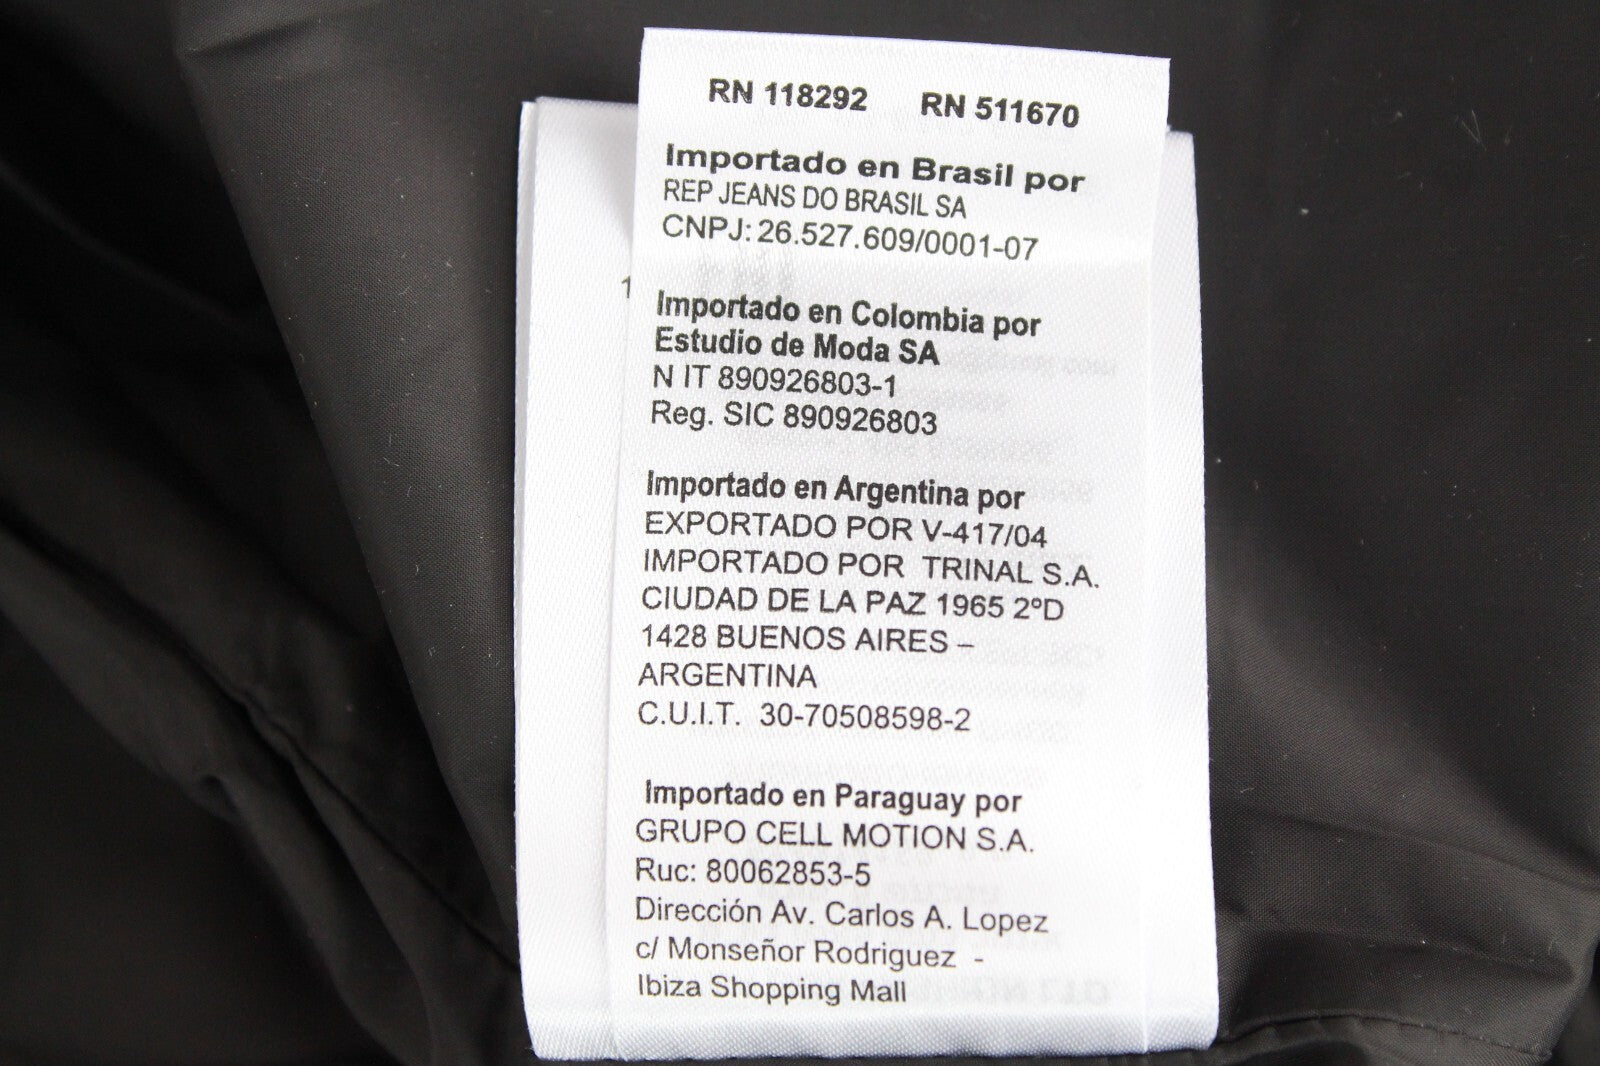 RN 118292 RN 511670
Importado en Brasil por
REP JEANS DO BRASIL SA
CNPJ: 26.527.609/0001-07
1
Importado en Colombia por
Estudio de Moda SA
N IT 890926803-1
Reg. SIC 890926803
Importado en Argentina por
EXPORTADO POR V-417/04
IMPORTADO POR TRINAL S.A.
CIUDAD DE LA PAZ 1965 2ºD
1428 BUENOS AIRES –
ARGENTINA
C.U.I.T. 30-70508598-2
Importado en Paraguay por
GRUPO CELL MOTION S.A.
Ruc: 80062853-5
Dirección Av. Carlos A. Lopez
c/ Monseñor Rodriguez -
Ibiza Shopping Mall